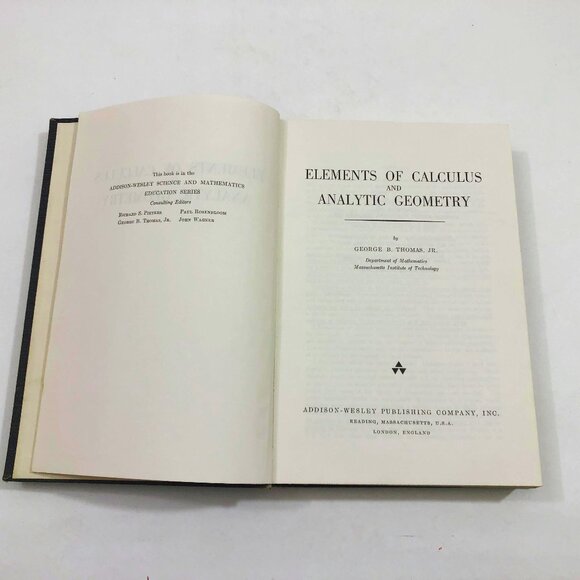 This book is in the
ADDISON-WESLEY SCIENCE AND MATHEMATICS
EDUCATION SERIES
Consulting Editors
RICHARD S. PIETERS PAUL ROSENBLOOM
GEORGE B. THOMAS, JR. JOHN WAGNER
ELEMENTS OF CALCULUS
AND
ANALYTIC GEOMETRY
by
GEORGE B. THOMAS, JR.
Department of Mathematics
Massachusetts Institute of Technology
ADDISON-WESLEY PUBLISHING COMPANY, INC.
READING, MASSACHUSETTS, U.S.A.
LONDON, ENGLAND